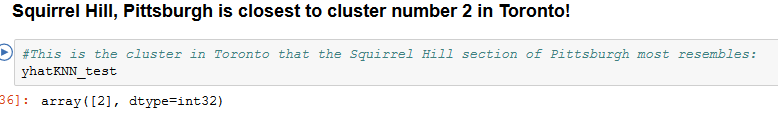 Squirrel Hill, Pittsburgh is closest to cluster number 2 in Toronto!
#This is the cluster in Toronto that the Squirrel Hill section of Pittsburgh most resembles:
yhatKNN_test
36]: array([2], dtype=int32)